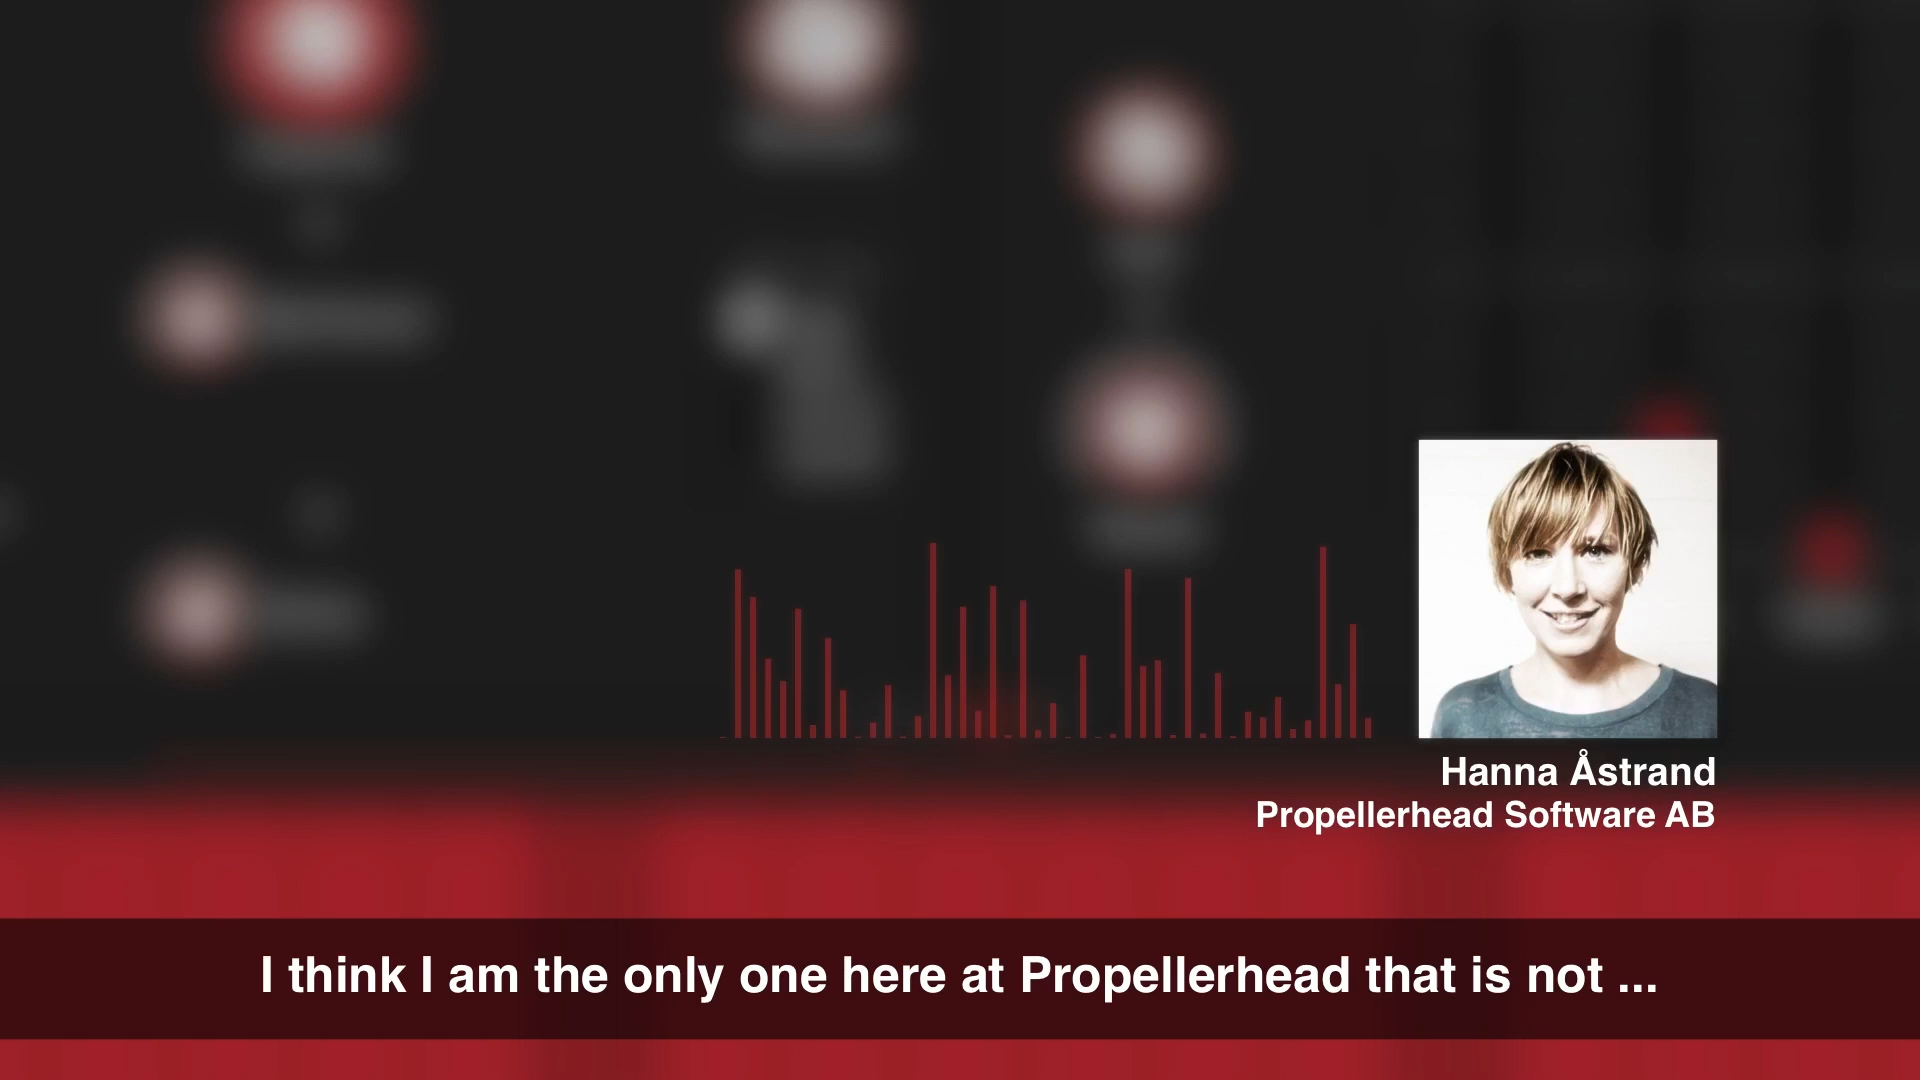 Hanna Åstrand
Propellerhead Software AB
I think I am the only one here at Propellerhead that is not ...